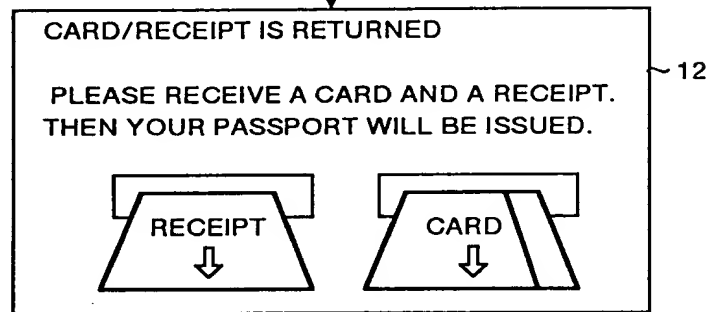 CARD/RECEIPT IS RETURNED
12
PLEASE RECEIVE A CARD AND A RECEIPT.
THEN YOUR PASSPORT WILL BE ISSUED.
RECEIPT
CARD